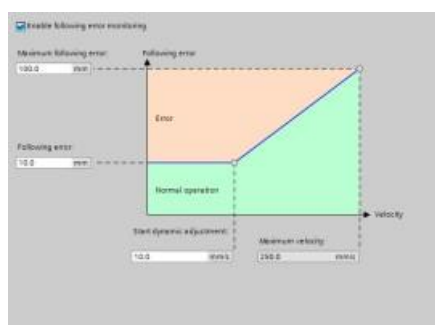 Enable following error monitoring
Maximum following error:
Following error
100.0 mm
Error
Following error:
10.0 mm
Normal operation
Velocity
Start dynamic adjustment:
Maximum velocity:
10.0 mm/s
250.0 mm/s